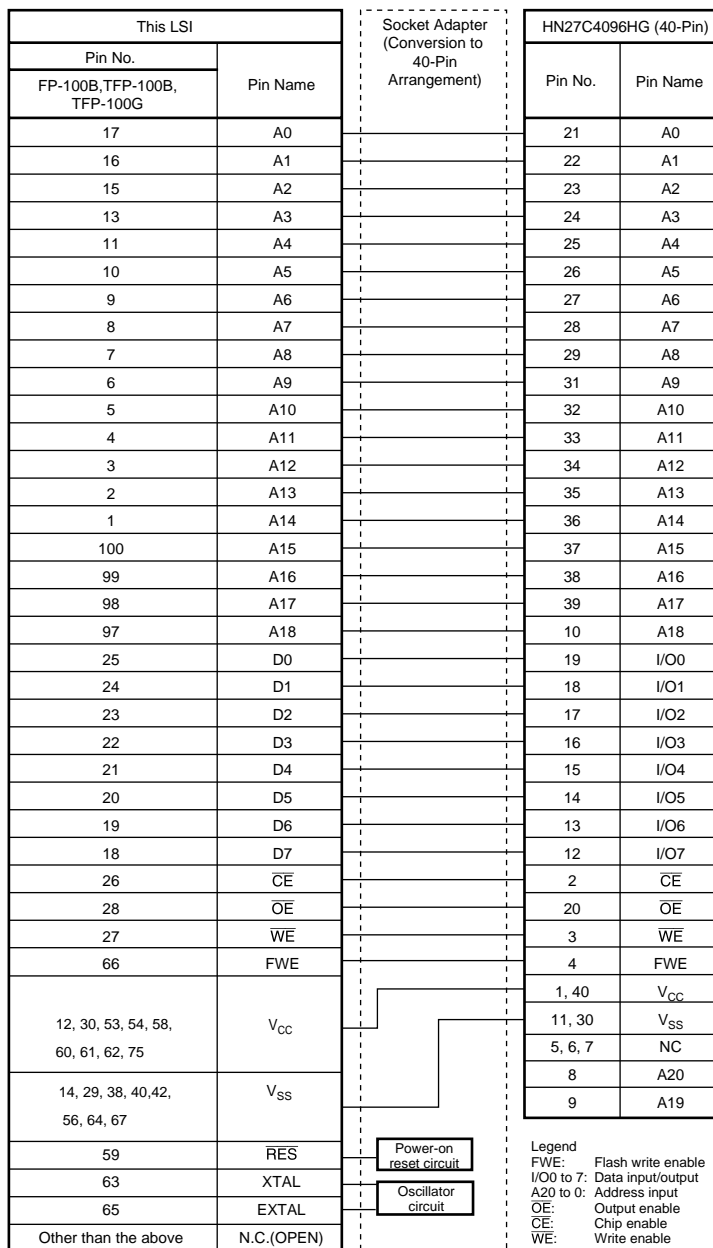 This LSI
Socket Adapter
(Conversion to
40-Pin
Arrangement)
HN27C4096HG (40-Pin)
Pin No.
FP-100B,TFP-100B,
TFP-100G
Pin Name
Pin No.
Pin Name
17 A0 21 A0
16 A1 22 A1
15 A2 23 A2
13 A3 24 A3
11 A4 25 A4
10 A5 26 A5
9 A6 27 A6
8 A7 28 A7
7 A8 29 A8
6 A9 31 A9
5 A10 32 A10
4 A11 33 A11
3 A12 34 A12
2 A13 35 A13
1 A14 36 A14
100 A15 37 A15
99 A16 38 A16
98 A17 39 A17
97 A18 10 A18
25 D0 19 I/O0
24 D1 18 I/O1
23 D2 17 I/O2
22 D3 16 I/O3
21 D4 15 I/O4
20 D5 14 I/O5
19 D6 13 I/O6
18 D7 12 I/O7
26 C̅E̅ 2 C̅E̅
28 O̅E̅ 20 O̅E̅
27 W̅E̅ 3 W̅E̅
66 FWE 4 FWE
12, 30, 53, 54, 58,
60, 61, 62, 75
VCC
1, 40 VCC
11, 30 VSS
5, 6, 7 NC
8 A20
9 A19
14, 29, 38, 40,42,
56, 64, 67
VSS
59 R̅E̅S̅
Power-on
reset circuit
63 XTAL
65 EXTAL
Oscillator
circuit
Other than the above N.C.(OPEN)
Legend
FWE: Flash write enable
I/O0 to 7: Data input/output
A20 to 0: Address input
O̅E̅: Output enable
C̅E̅: Chip enable
W̅E̅: Write enable